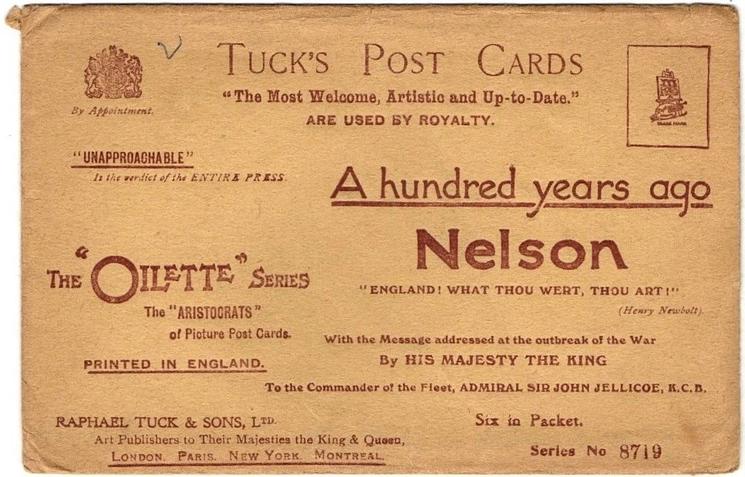 TUCK'S POST CARDS
"The Most Welcome, Artistic and Up-to-Date."
ARE USED BY ROYALTY.
By Appointment.
TRADE MARK
"UNAPPROACHABLE"
Is the verdict of the ENTIRE PRESS.
A hundred years ago
Nelson
"ENGLAND! WHAT THOU WERT, THOU ART!"
(Henry Newbolt).
THE "OILETTE" SERIES
The "ARISTOCRATS"
of Picture Post Cards.
PRINTED IN ENGLAND.
With the Message addressed at the outbreak of the War
By HIS MAJESTY THE KING
To the Commander of the Fleet, ADMIRAL SIR JOHN JELLICOE, K.C.B.
RAPHAEL TUCK & SONS, LTD.
Art Publishers to Their Majesties the King & Queen,
LONDON. PARIS. NEW YORK. MONTREAL.
Six in Packet.
Series No 8719